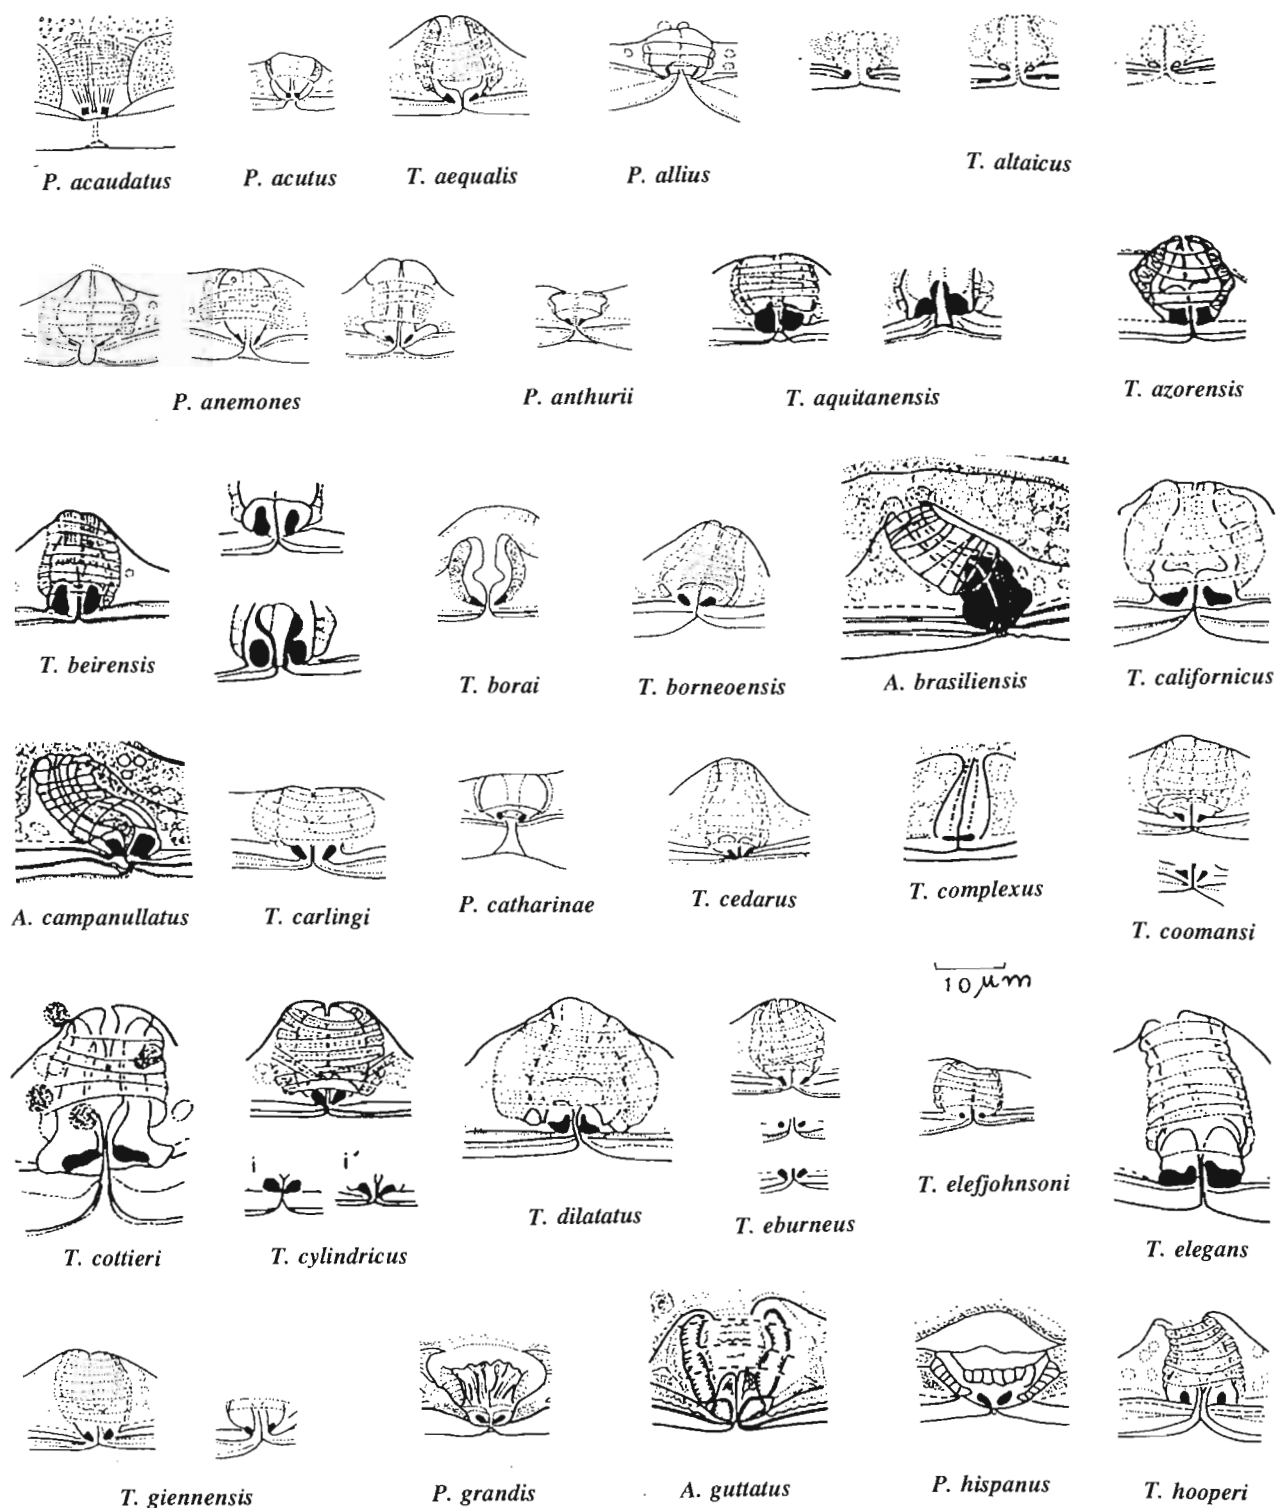 P. acaudatus
P. acutus
T. aequalis
P. allius
T. altaicus
P. anemones
P. anthurii
T. aquitanensis
T. azorensis
T. beirensis
T. borai
T. borneoensis
A. brasiliensis
T. californicus
A. campanullatus
T. carlingi
P. catharinae
T. cedarus
T. complexus
T. coomansi
10 µm
T. cottieri
i
i'
T. cylindricus
T. dilatatus
T. eburneus
T. elefjohnsoni
T. elegans
T. giennensis
P. grandis
A. guttatus
P. hispanus
T. hooperi